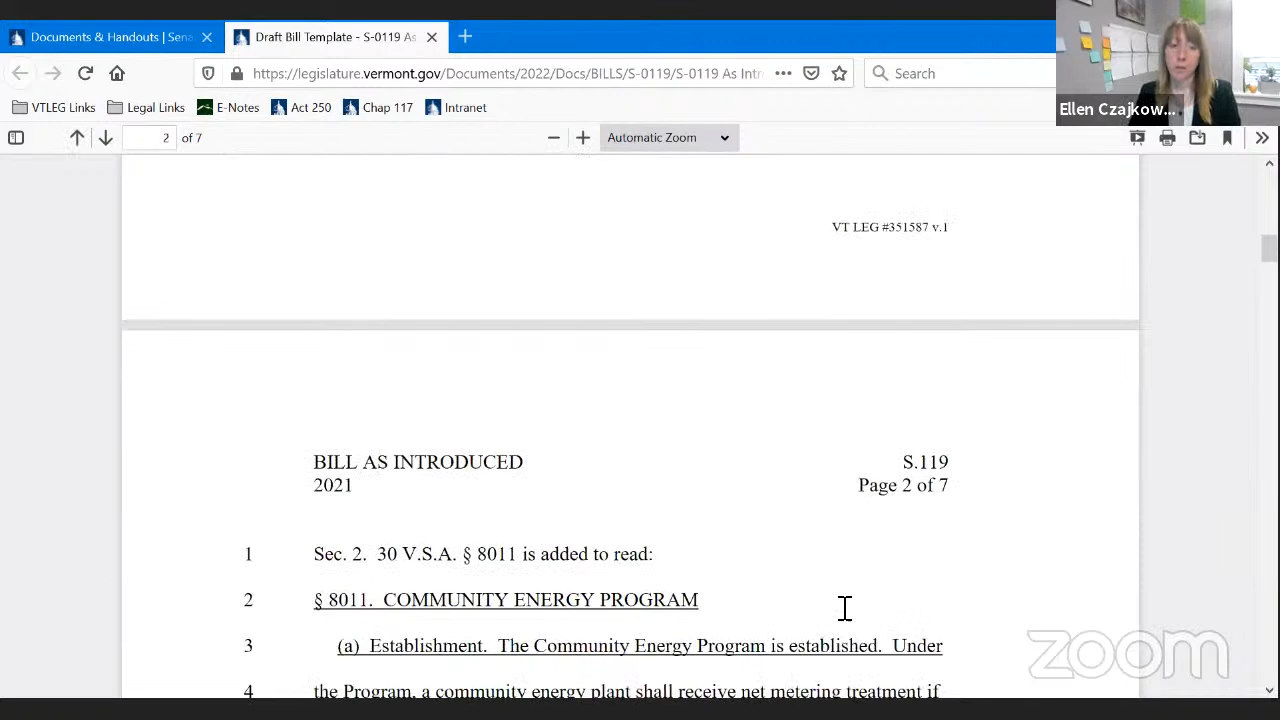 Documents & Handouts | Sena
Draft Bill Template - S-0119 As
https://legislature.vermont.gov/Documents/2022/Docs/BILLS/S-0119/S-0119 As Intr
Search
VTLEG Links
Legal Links
E-Notes
Act 250
Chap 117
Intranet
Ellen Czajkow...
2 of 7
Automatic Zoom
VT LEG #351587 v.1
BILL AS INTRODUCED S.119
2021 Page 2 of 7
1 Sec. 2. 30 V.S.A. § 8011 is added to read:
2 § 8011. COMMUNITY ENERGY PROGRAM
3 (a) Establishment. The Community Energy Program is established. Under
4 the Program, a community energy plant shall receive net metering treatment if
zoom